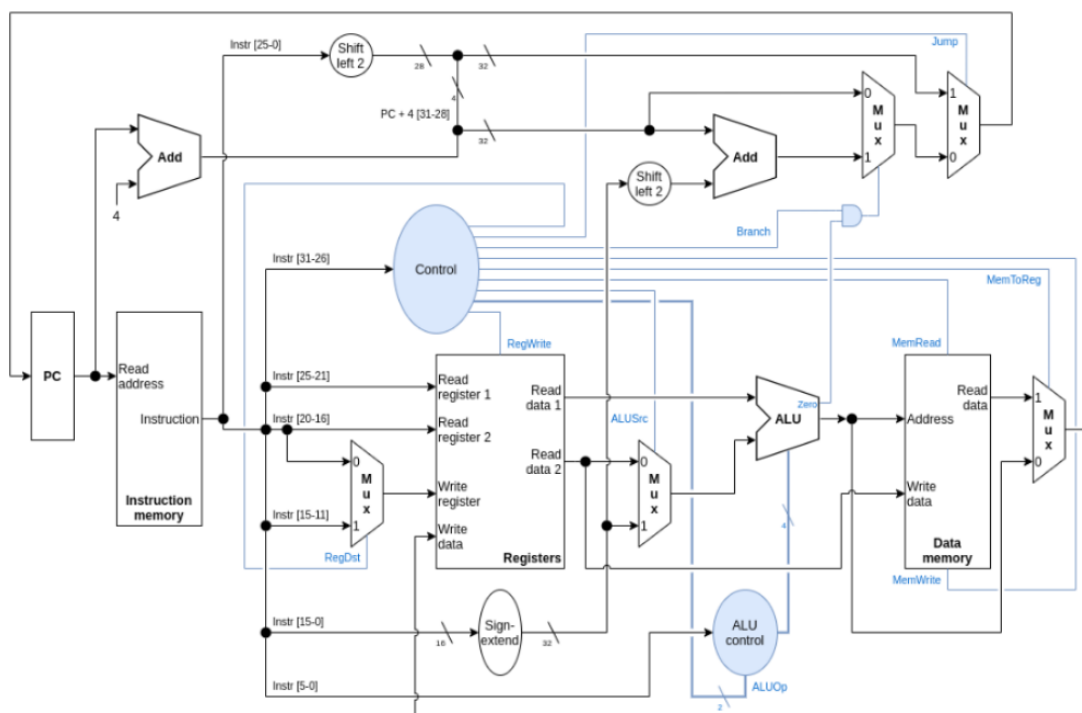 Instr [25-0]
Shift
left 2
28
32
Jump
4
PC + 4 [31-28]
32
0
M
u
x
1
1
M
u
x
0
Add
4
Add
Shift
left 2
Branch
Control
Instr [31-26]
MemToReg
RegWrite
MemRead
PC
Read
address
Instruction
Instruction
memory
Instr [25-21]
Instr [20-16]
Instr [15-11]
0
M
u
x
1
RegDst
Read
register 1
Read
register 2
Write
register
Write
data
Read
data 1
Read
data 2
Registers
ALUSrc
0
M
u
x
1
Zero
ALU
4
Address
Read
data
Write
data
Data
memory
MemWrite
1
M
u
x
0
Instr [15-0]
16
Sign-
extend
32
ALU
control
Instr [5-0]
ALUOp
2